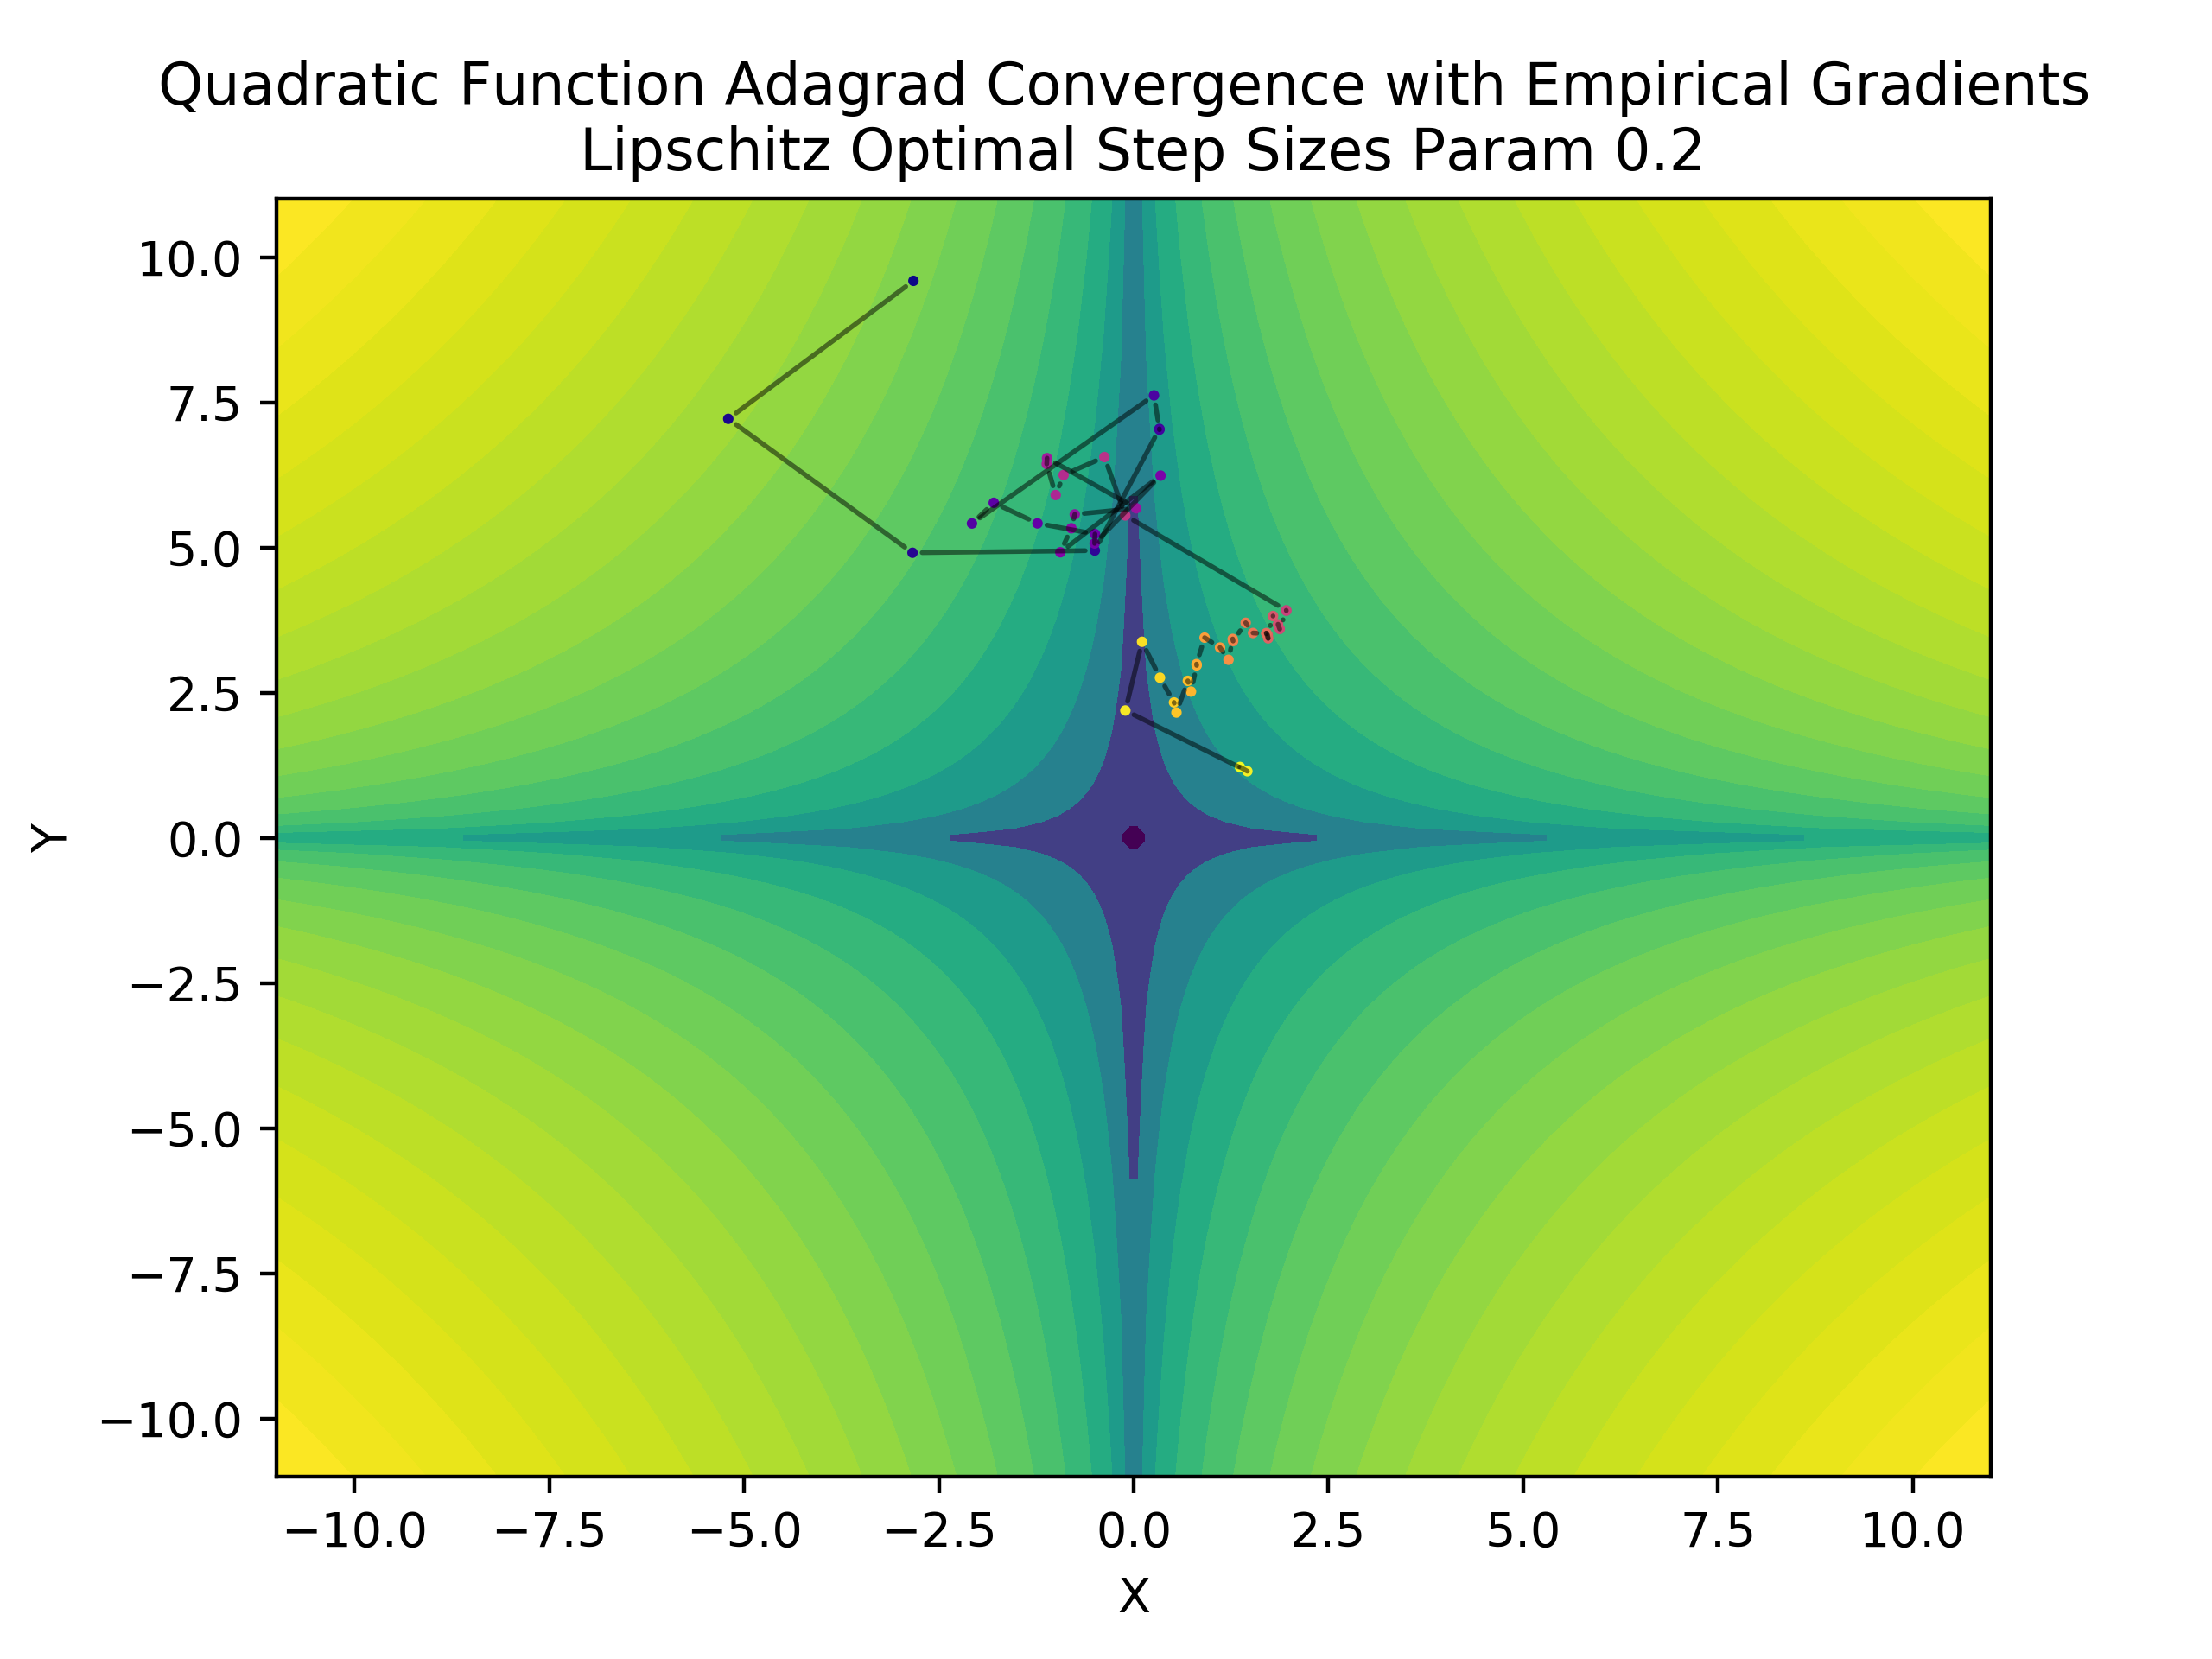 Quadratic Function Adagrad Convergence with Empirical Gradients
Lipschitz Optimal Step Sizes Param 0.2
10.0
7.5
5.0
2.5
0.0
−2.5
−5.0
−7.5
−10.0
Y
−10.0 −7.5 −5.0 −2.5 0.0 2.5 5.0 7.5 10.0
X